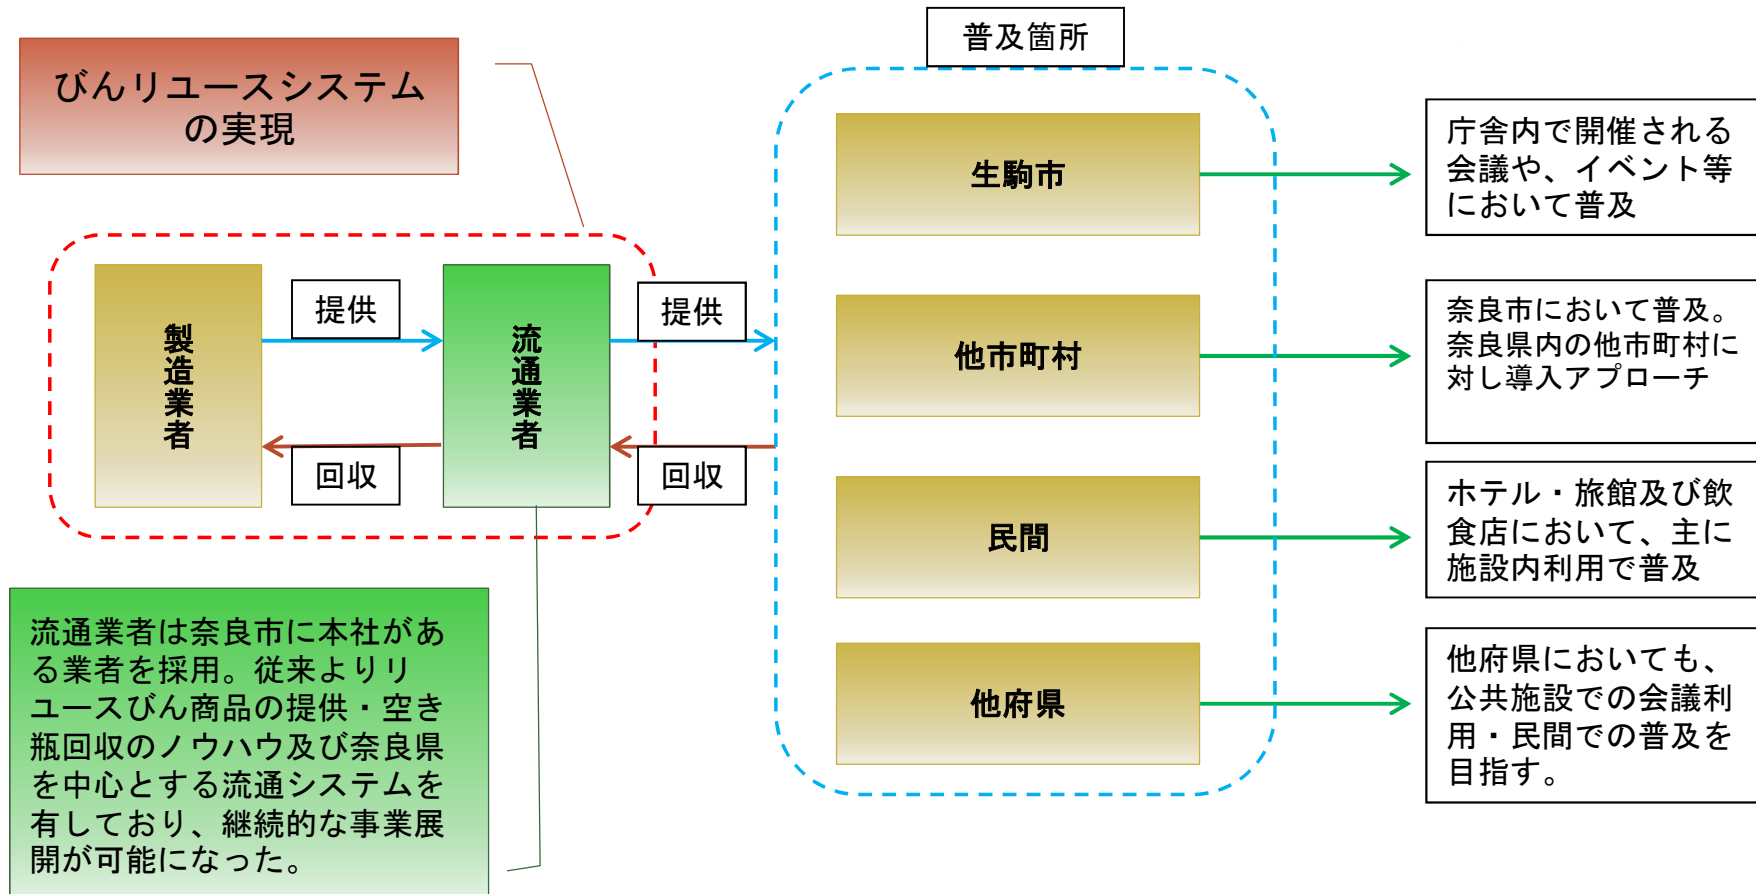 普及箇所
びんリユースシステム
の実現
生駒市
庁舎内で開催される
会議や、イベント等
において普及
製造業者
提供
流通業者
提供
回収
回収
他市町村
奈良市において普及。
奈良県内の他市町村に
対し導入アプローチ
民間
ホテル・旅館及び飲
食店において、主に
施設内利用で普及
他府県
他府県においても、
公共施設での会議利
用・民間での普及を
目指す。
流通業者は奈良市に本社があ
る業者を採用。従来よりリ
ユースびん商品の提供・空き
瓶回収のノウハウ及び奈良県
を中心とする流通システムを
有しており、継続的な事業展
開が可能になった。